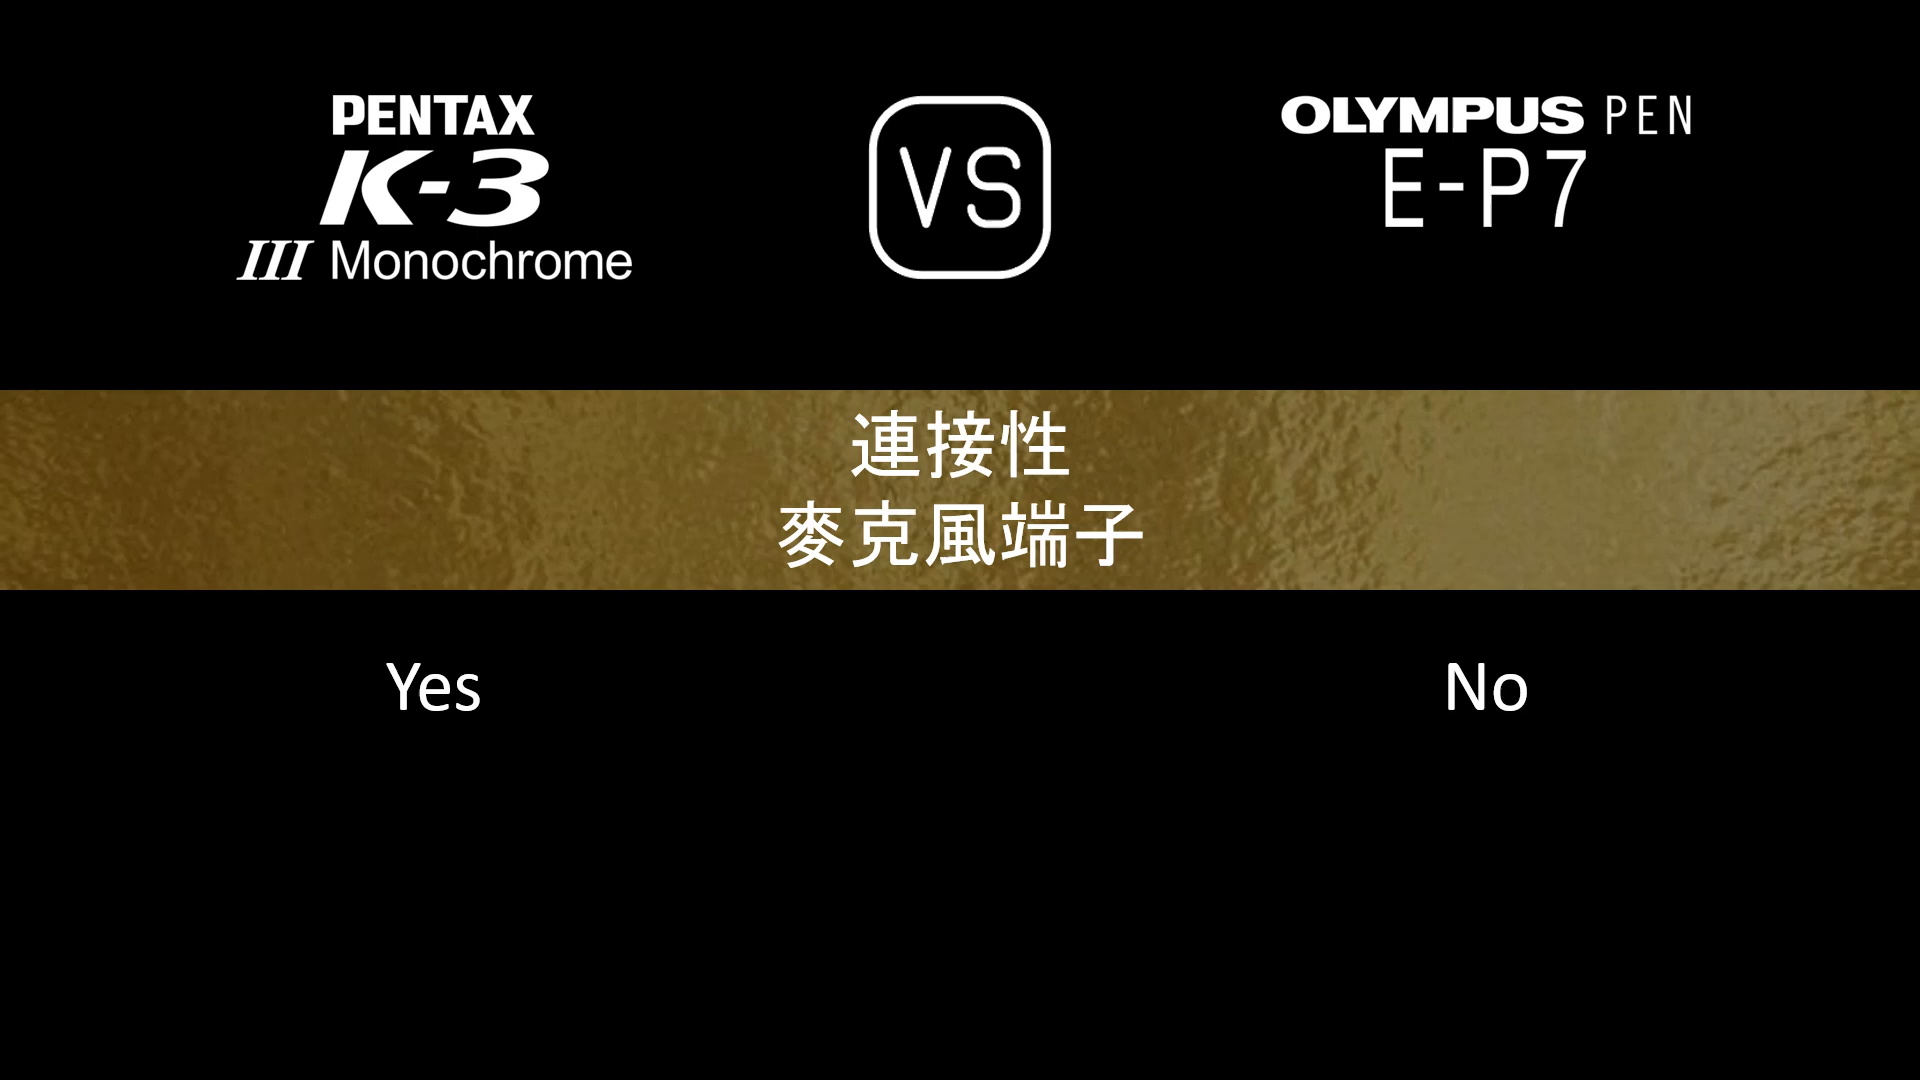 PENTAX
K-3
III Monochrome
VS
OLYMPUS PEN
E-P7
連接性
麥克風端子
Yes
No